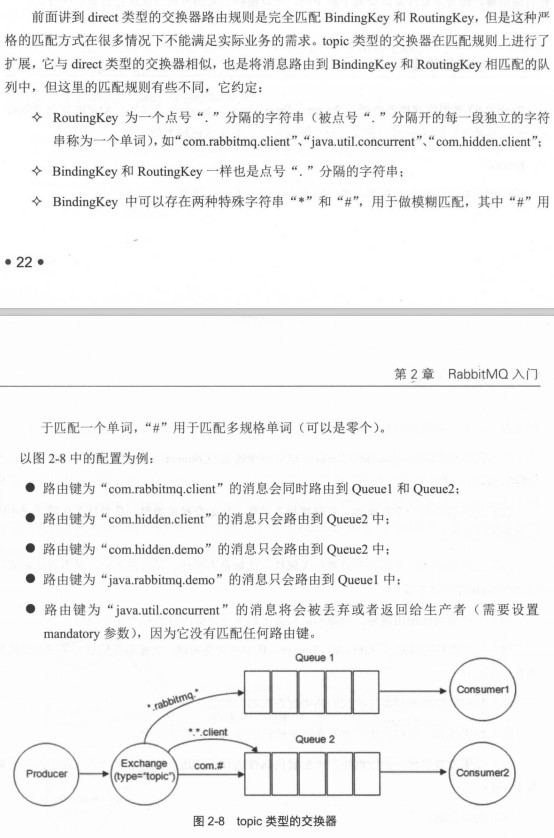 前面讲到 direct 类型的交换器路由规则是完全匹配 BindingKey 和 RoutingKey，但是这种严
格的匹配方式在很多情况下不能满足实际业务的需求。topic 类型的交换器在匹配规则上进行了
扩展，它与 direct 类型的交换器相似，也是将消息路由到 BindingKey 和 RoutingKey 相匹配的队
列中，但这里的匹配规则有些不同，它约定：
✧ RoutingKey 为一个点号“．”分隔的字符串（被点号“．”分隔开的每一段独立的字符
串称为一个单词），如“com.rabbitmq.client”、“java.util.concurrent”、“com.hidden.client”；
✧ BindingKey 和 RoutingKey 一样也是点号“．”分隔的字符串；
✧ BindingKey 中可以存在两种特殊字符串“*”和“#”，用于做模糊匹配，其中“#”用
• 22 •
第 2 章 RabbitMQ 入门
于匹配一个单词，“#”用于匹配多规格单词（可以是零个）。
以图 2-8 中的配置为例：
● 路由键为“com.rabbitmq.client”的消息会同时路由到 Queue1 和 Queue2；
● 路由键为“com.hidden.client”的消息只会路由到 Queue2 中；
● 路由键为“com.hidden.demo”的消息只会路由到 Queue2 中；
● 路由键为“java.rabbitmq.demo”的消息只会路由到 Queue1 中；
● 路由键为“java.util.concurrent”的消息将会被丢弃或者返回给生产者（需要设置
mandatory 参数），因为它没有匹配任何路由键。
Queue 1
*.rabbitmq.*
Consumer1
*.*.client
Queue 2
Producer
Exchange
(type="topic")
com.#
Consumer2
图 2-8 topic 类型的交换器